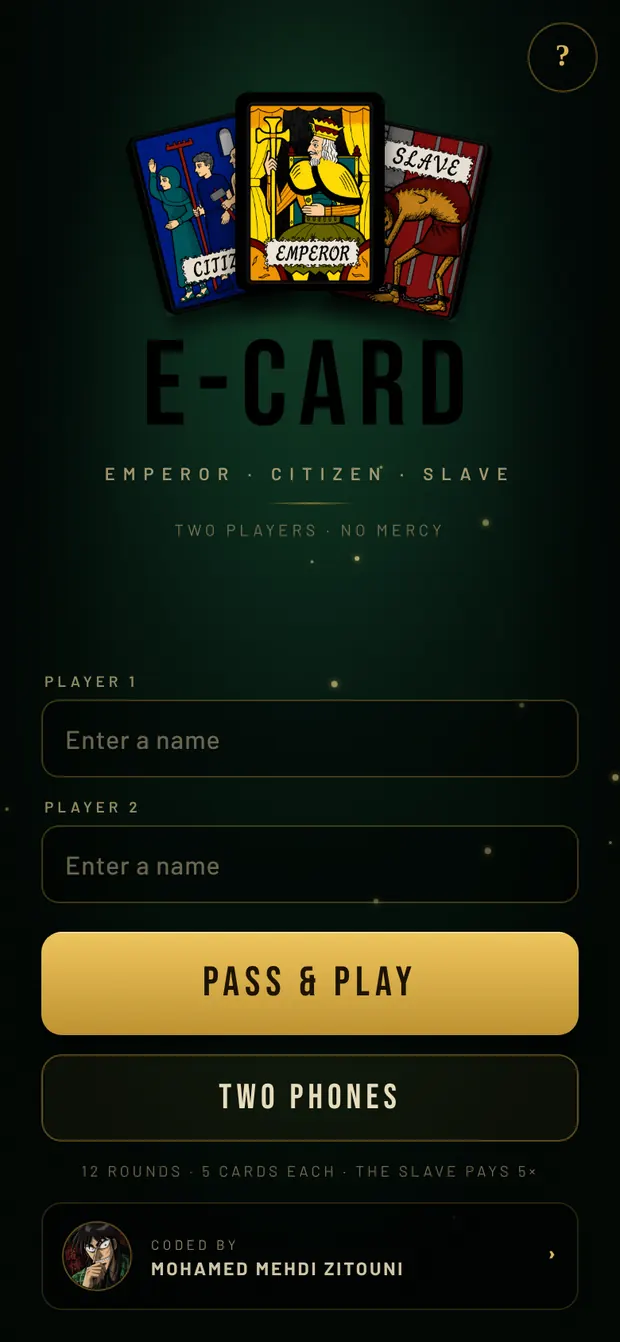 ?
CITIZ
EMPEROR
SLAVE
E-CARD
EMPEROR · CITIZEN · SLAVE
TWO PLAYERS · NO MERCY
PLAYER 1
Enter a name
PLAYER 2
Enter a name
PASS & PLAY
TWO PHONES
12 ROUNDS · 5 CARDS EACH · THE SLAVE PAYS 5×
CODED BY
MOHAMED MEHDI ZITOUNI
›